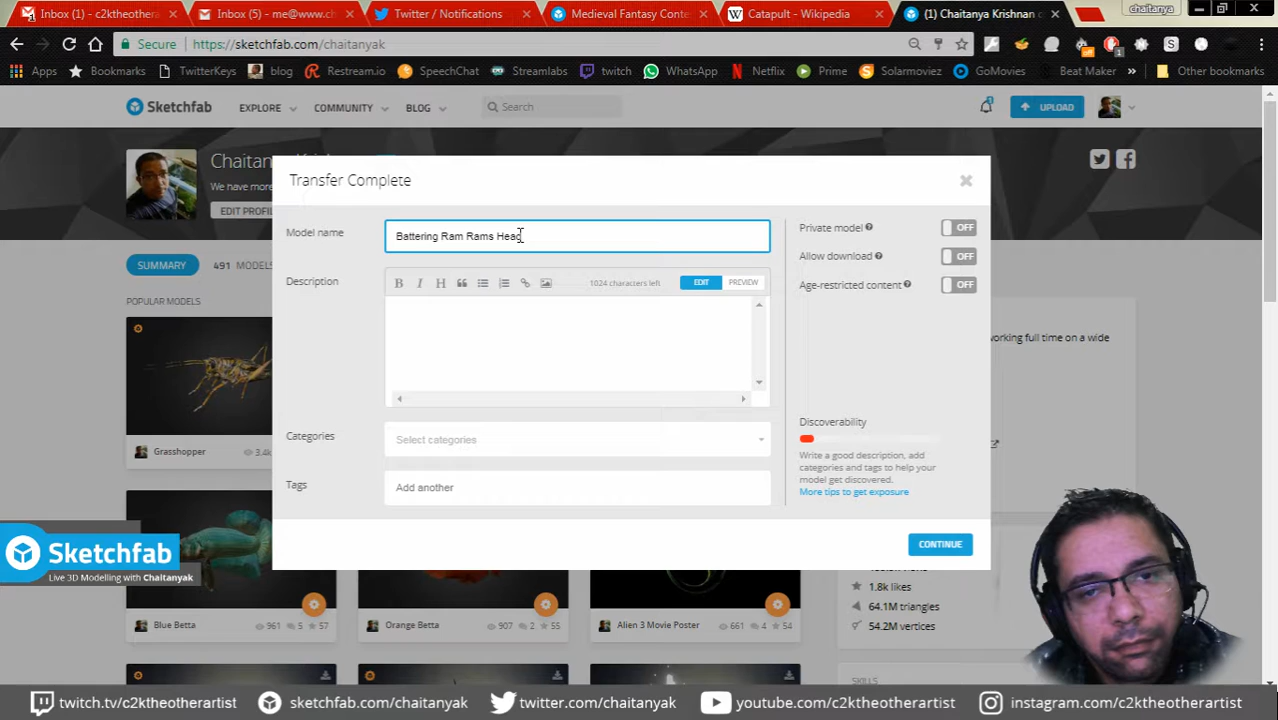 Inbox (1) - c2ktheothera
Inbox (5) - me@www.ch
Twitter / Notifications
Medieval Fantasy Conte
Catapult - Wikipedia
(1) Chaitanya Krishnan
chaitanya
Secure
https://sketchfab.com/chaitanyak
Apps
Bookmarks
TwitterKeys
blog
Restream.io
SpeechChat
Streamlabs
twitch
WhatsApp
Netflix
Prime
Solarmoviez
GoMovies
Beat Maker
»
Other bookmarks
Sketchfab
EXPLORE
COMMUNITY
BLOG
Search
UPLOAD
Chaitanya Krish
We have more
EDIT PROFIL
SUMMARY
491 MODELS
POPULAR MODELS
Transfer Complete
Model name
Battering Ram Rams Head
Description
B I H
1024 characters left
EDIT
PREVIEW
Categories
Select categories
Tags
Add another
Private model
OFF
Allow download
OFF
Age-restricted content
OFF
Discoverability
Write a good description, add
categories and tags to help your
model get discovered.
More tips to get exposure
CONTINUE
working full time on a wide
Grasshopper
3.4k
Blue Betta
961 5 57
Orange Betta
907 2 55
Alien 3 Movie Poster
661 4 54
1.8k likes
64.1M triangles
54.2M vertices
SKILLS
Sketchfab
Live 3D Modelling with Chaitanyak
twitch.tv/c2ktheotherartist
sketchfab.com/chaitanyak
twitter.com/chaitanyak
youtube.com/c2ktheotherartist
instagram.com/c2ktheotherartist